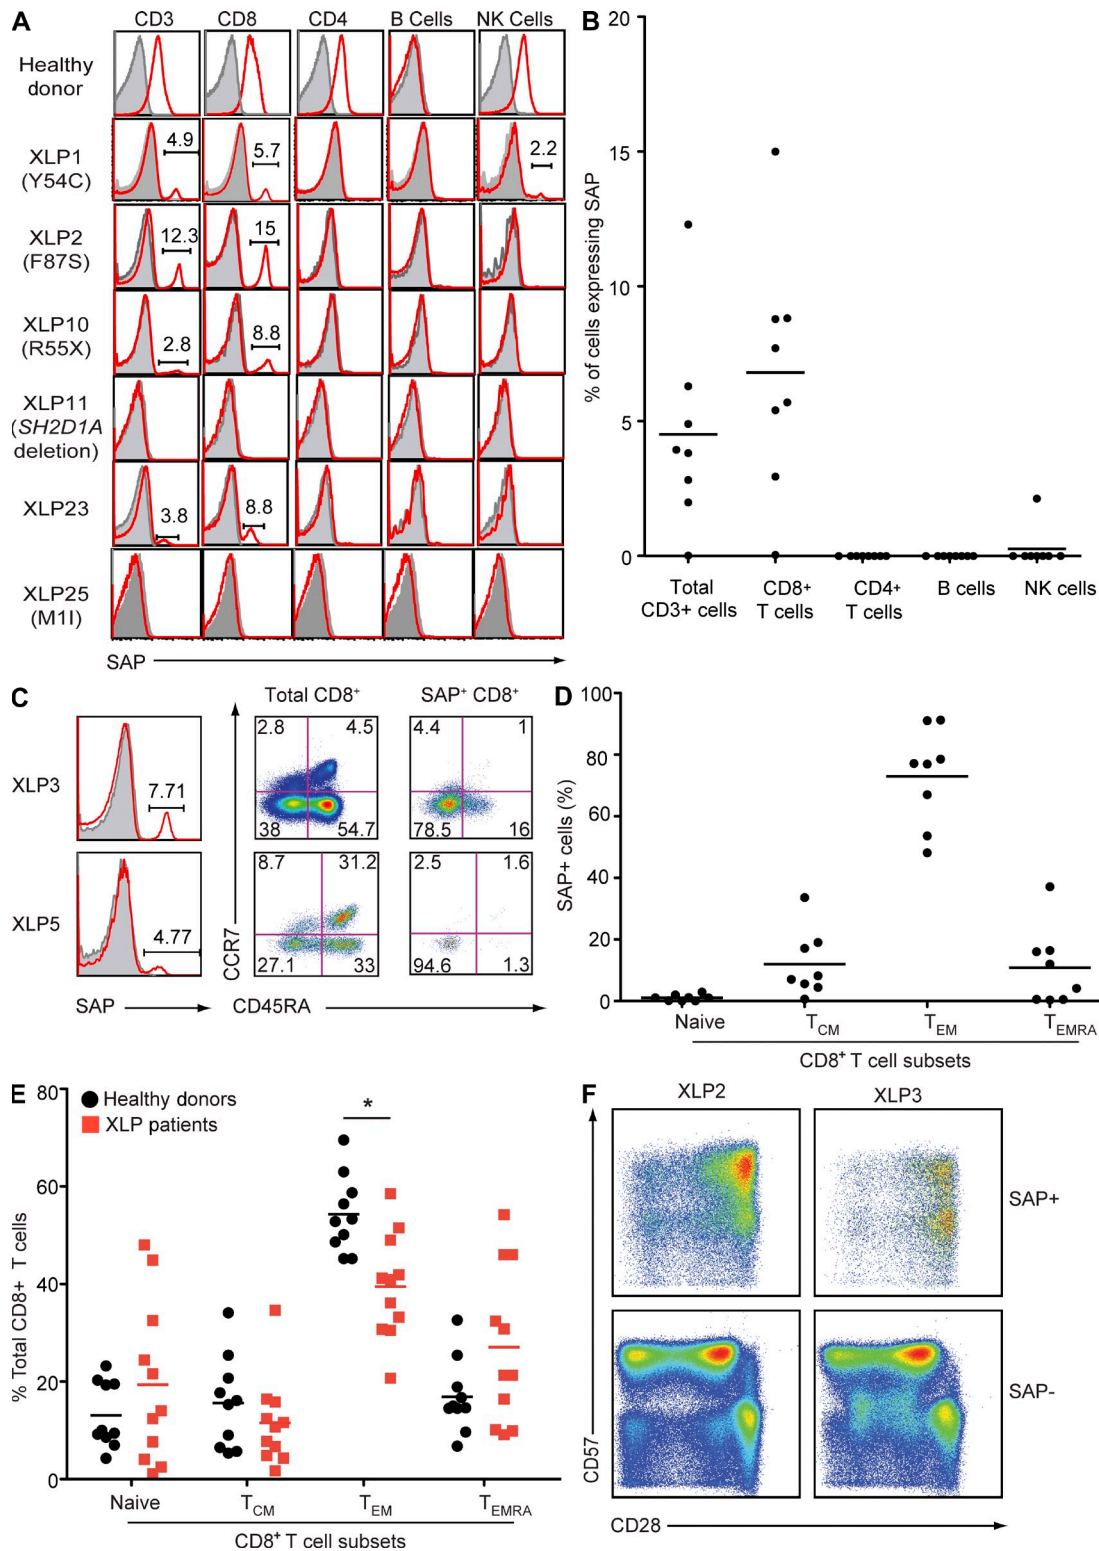 A
CD3 CD8 CD4 B Cells NK Cells
Healthy
donor
XLP1
(Y54C)
4.9 5.7 2.2
XLP2
(F87S)
12.3 15
XLP10
(R55X)
2.8 8.8
XLP11
(SH2D1A
deletion)
XLP23
3.8 8.8
XLP25
(M1I)
SAP
B
% of cells expressing SAP
20
15
10
5
0
Total
CD3+ cells
CD8+
T cells
CD4+
T cells
B cells
NK cells
C
Total CD8+ SAP+ CD8+
XLP3
7.71
2.8 4.5
38 54.7
4.4 1
78.5 16
XLP5
4.77
8.7 31.2
27.1 33
2.5 1.6
94.6 1.3
CCR7
SAP CD45RA
D
SAP+ cells (%)
100
80
60
40
20
0
Naive TCM TEM TEMRA
CD8+ T cell subsets
E
Healthy donors
XLP patients
*
% Total CD8+ T cells
80
60
40
20
0
Naive TCM TEM TEMRA
CD8+ T cell subsets
F
XLP2 XLP3
SAP+
SAP-
CD57
CD28